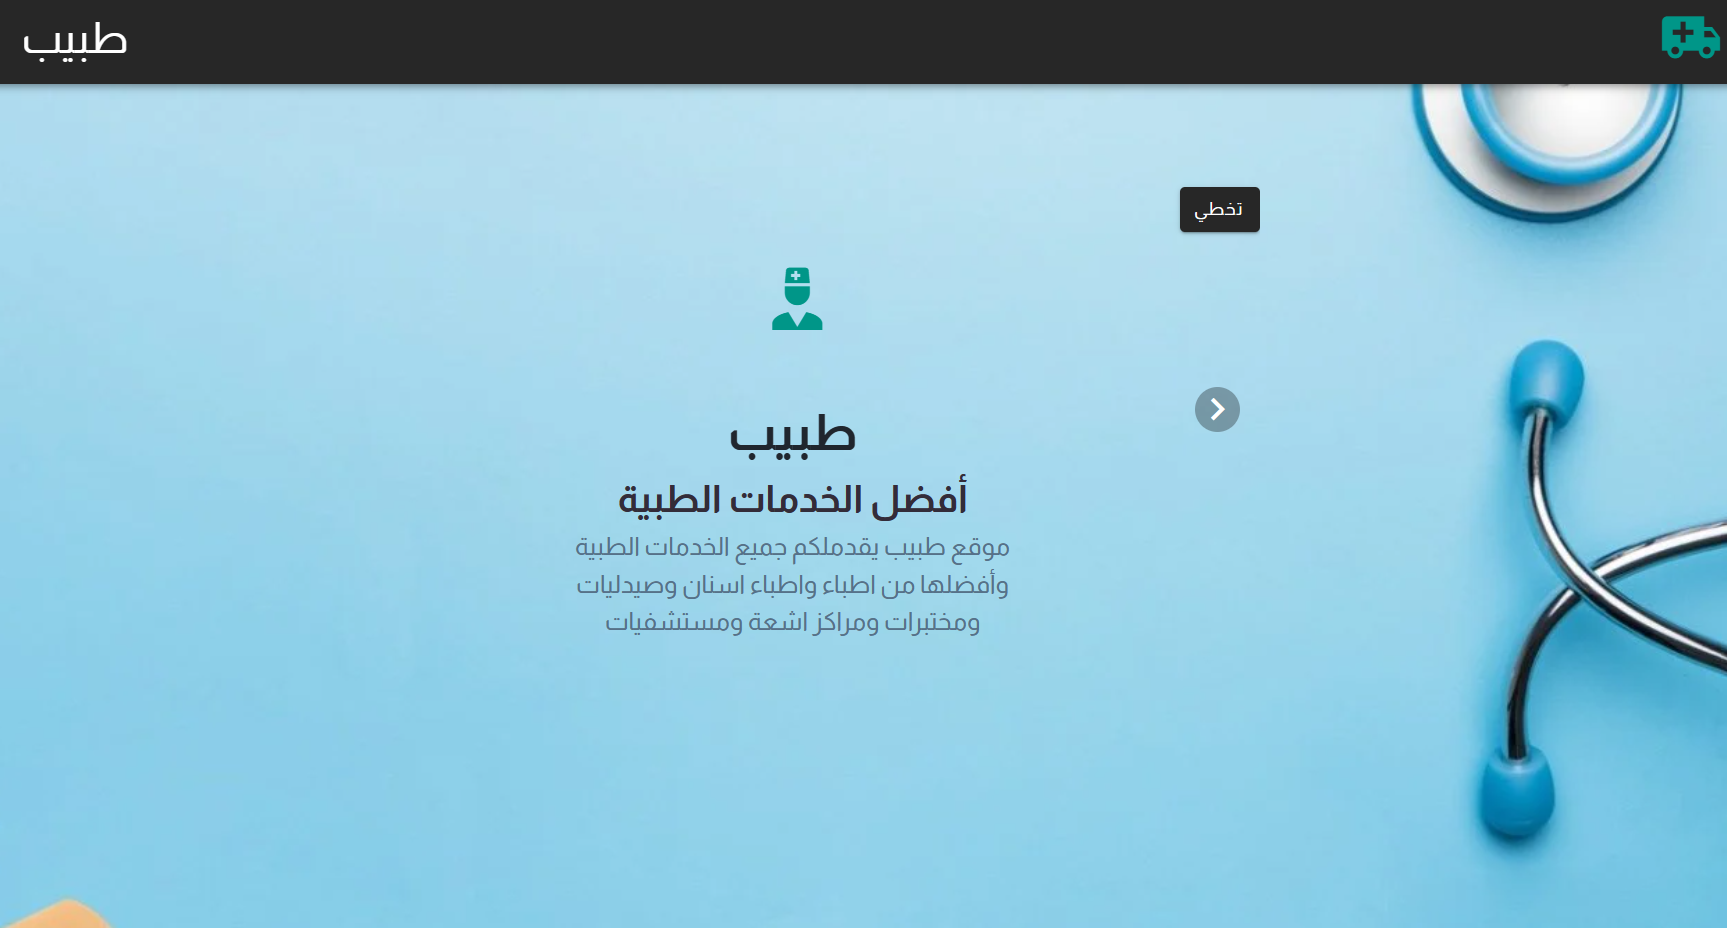 طبيب
تخطي
طبيب
أفضل الخدمات الطبية
موقع طبيب يقدملكم جميع الخدمات الطبية
وأفضلها من اطباء واطباء اسنان وصيدليات
ومختبرات ومراكز اشعة ومستشفيات